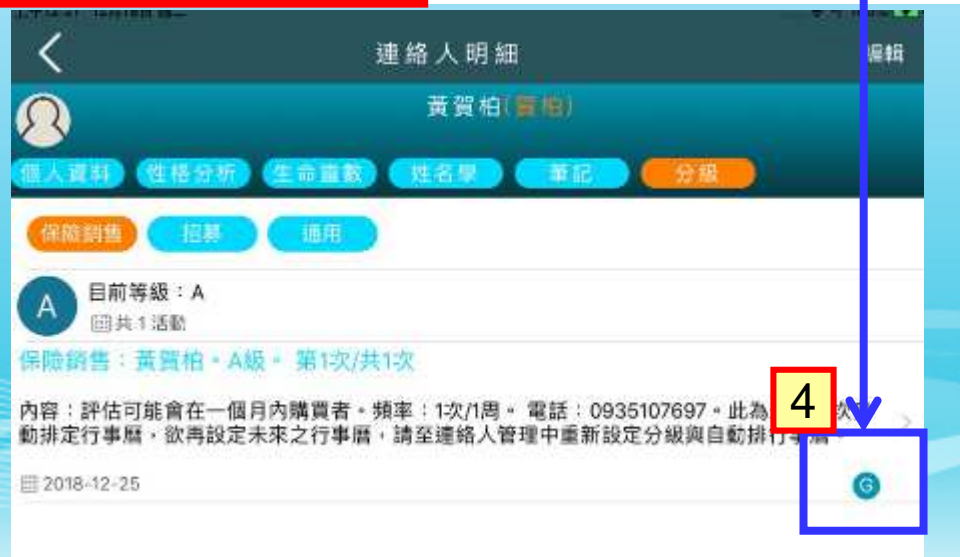 連絡人明細
編輯
黃賀柏(賀柏)
個人資料 性格分析 生命靈數 姓名學 筆記 分級
保險銷售 招募 通用
A 目前等級：A
共 1 活動
保險銷售：黃賀柏。A級。 第1次/共1次
內容：評估可能會在一個月內購買者。頻率：1次/1周。 電話：0935107697。此為 次
動排定行事曆，欲再設定未來之行事曆，請至連絡人管理中重新設定分級與自動排行事曆。
4
2018-12-25
G